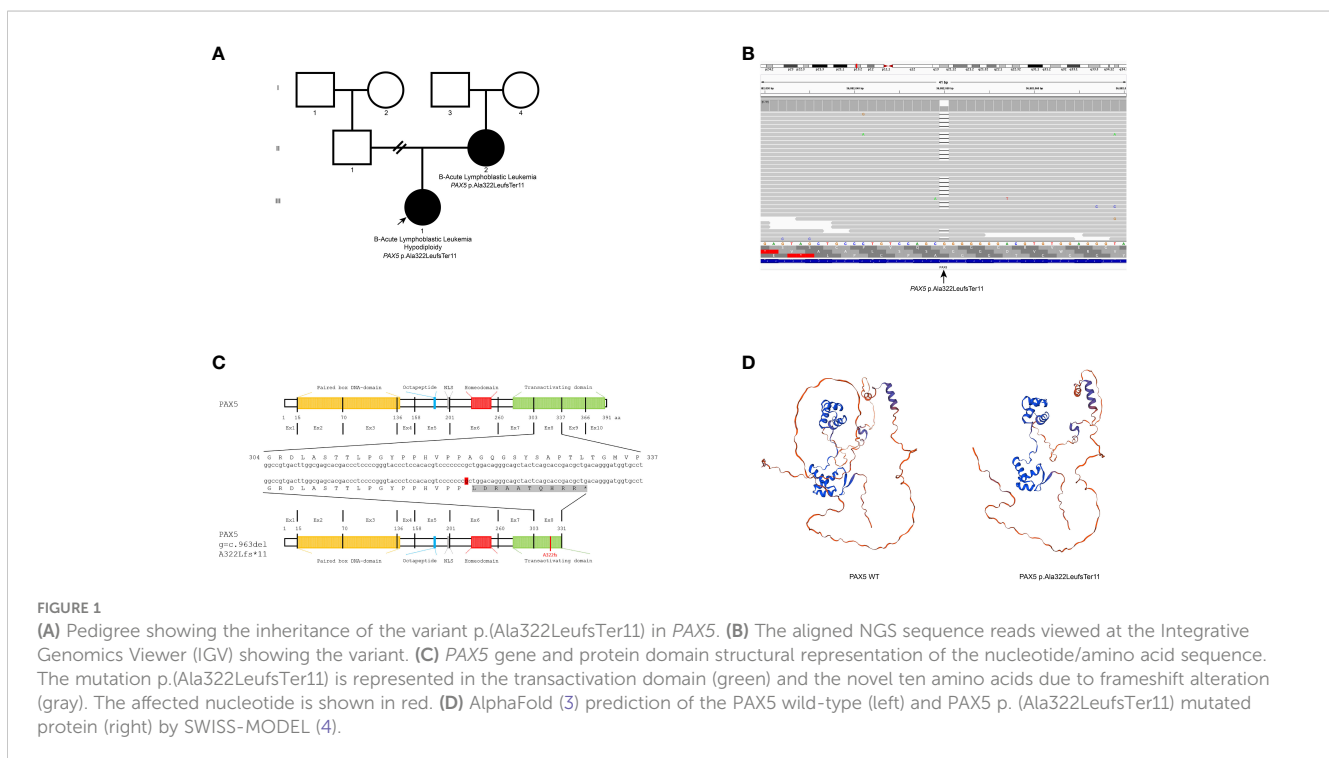 A
I
1
2
3
4
II
1
2
B-Acute Lymphoblastic Leukemia
PAX5 p.Ala322LeufsTer11
III
1
B-Acute Lymphoblastic Leukemia
Hypodiploidy
PAX5 p.Ala322LeufsTer11
B
41 bp
PAX5
PAX5 p.Ala322LeufsTer11
C
Paired box DNA-domain Octapeptide NLS Homeodomain Transactivating domain
PAX5
1 15 70 136 158 201 260 303 337 366 391 aa
Ex1 Ex2 Ex3 Ex4 Ex5 Ex6 Ex7 Ex8 Ex9 Ex10
304 G R D L A S T T L P G Y P P H V P P A G Q G S Y S A P T L T G M V P 337
ggccgtgacttggcgagcacgaccctccccgggtaccctccacacgtcccccccgctggacagggcagctactcagcaccgacgctgacagggatggtgcct
G R D L A S T T L P G Y P P H V P P L D R A A T Q H R R *
Ex1 Ex2 Ex3 Ex4 Ex5 Ex6 Ex7 Ex8
1 15 70 136 158 201 260 303 331
PAX5
g=c.963del
A322Lfs*11
A322fs
Paired box DNA-domain Octapeptide NLS Homeodomain Transactivating domain
D
PAX5 WT
PAX5 p.Ala322LeufsTer11
FIGURE 1
(A) Pedigree showing the inheritance of the variant p.(Ala322LeufsTer11) in PAX5. (B) The aligned NGS sequence reads viewed at the Integrative
Genomics Viewer (IGV) showing the variant. (C) PAX5 gene and protein domain structural representation of the nucleotide/amino acid sequence.
The mutation p.(Ala322LeufsTer11) is represented in the transactivation domain (green) and the novel ten amino acids due to frameshift alteration
(gray). The affected nucleotide is shown in red. (D) AlphaFold (3) prediction of the PAX5 wild-type (left) and PAX5 p. (Ala322LeufsTer11) mutated
protein (right) by SWISS-MODEL (4).